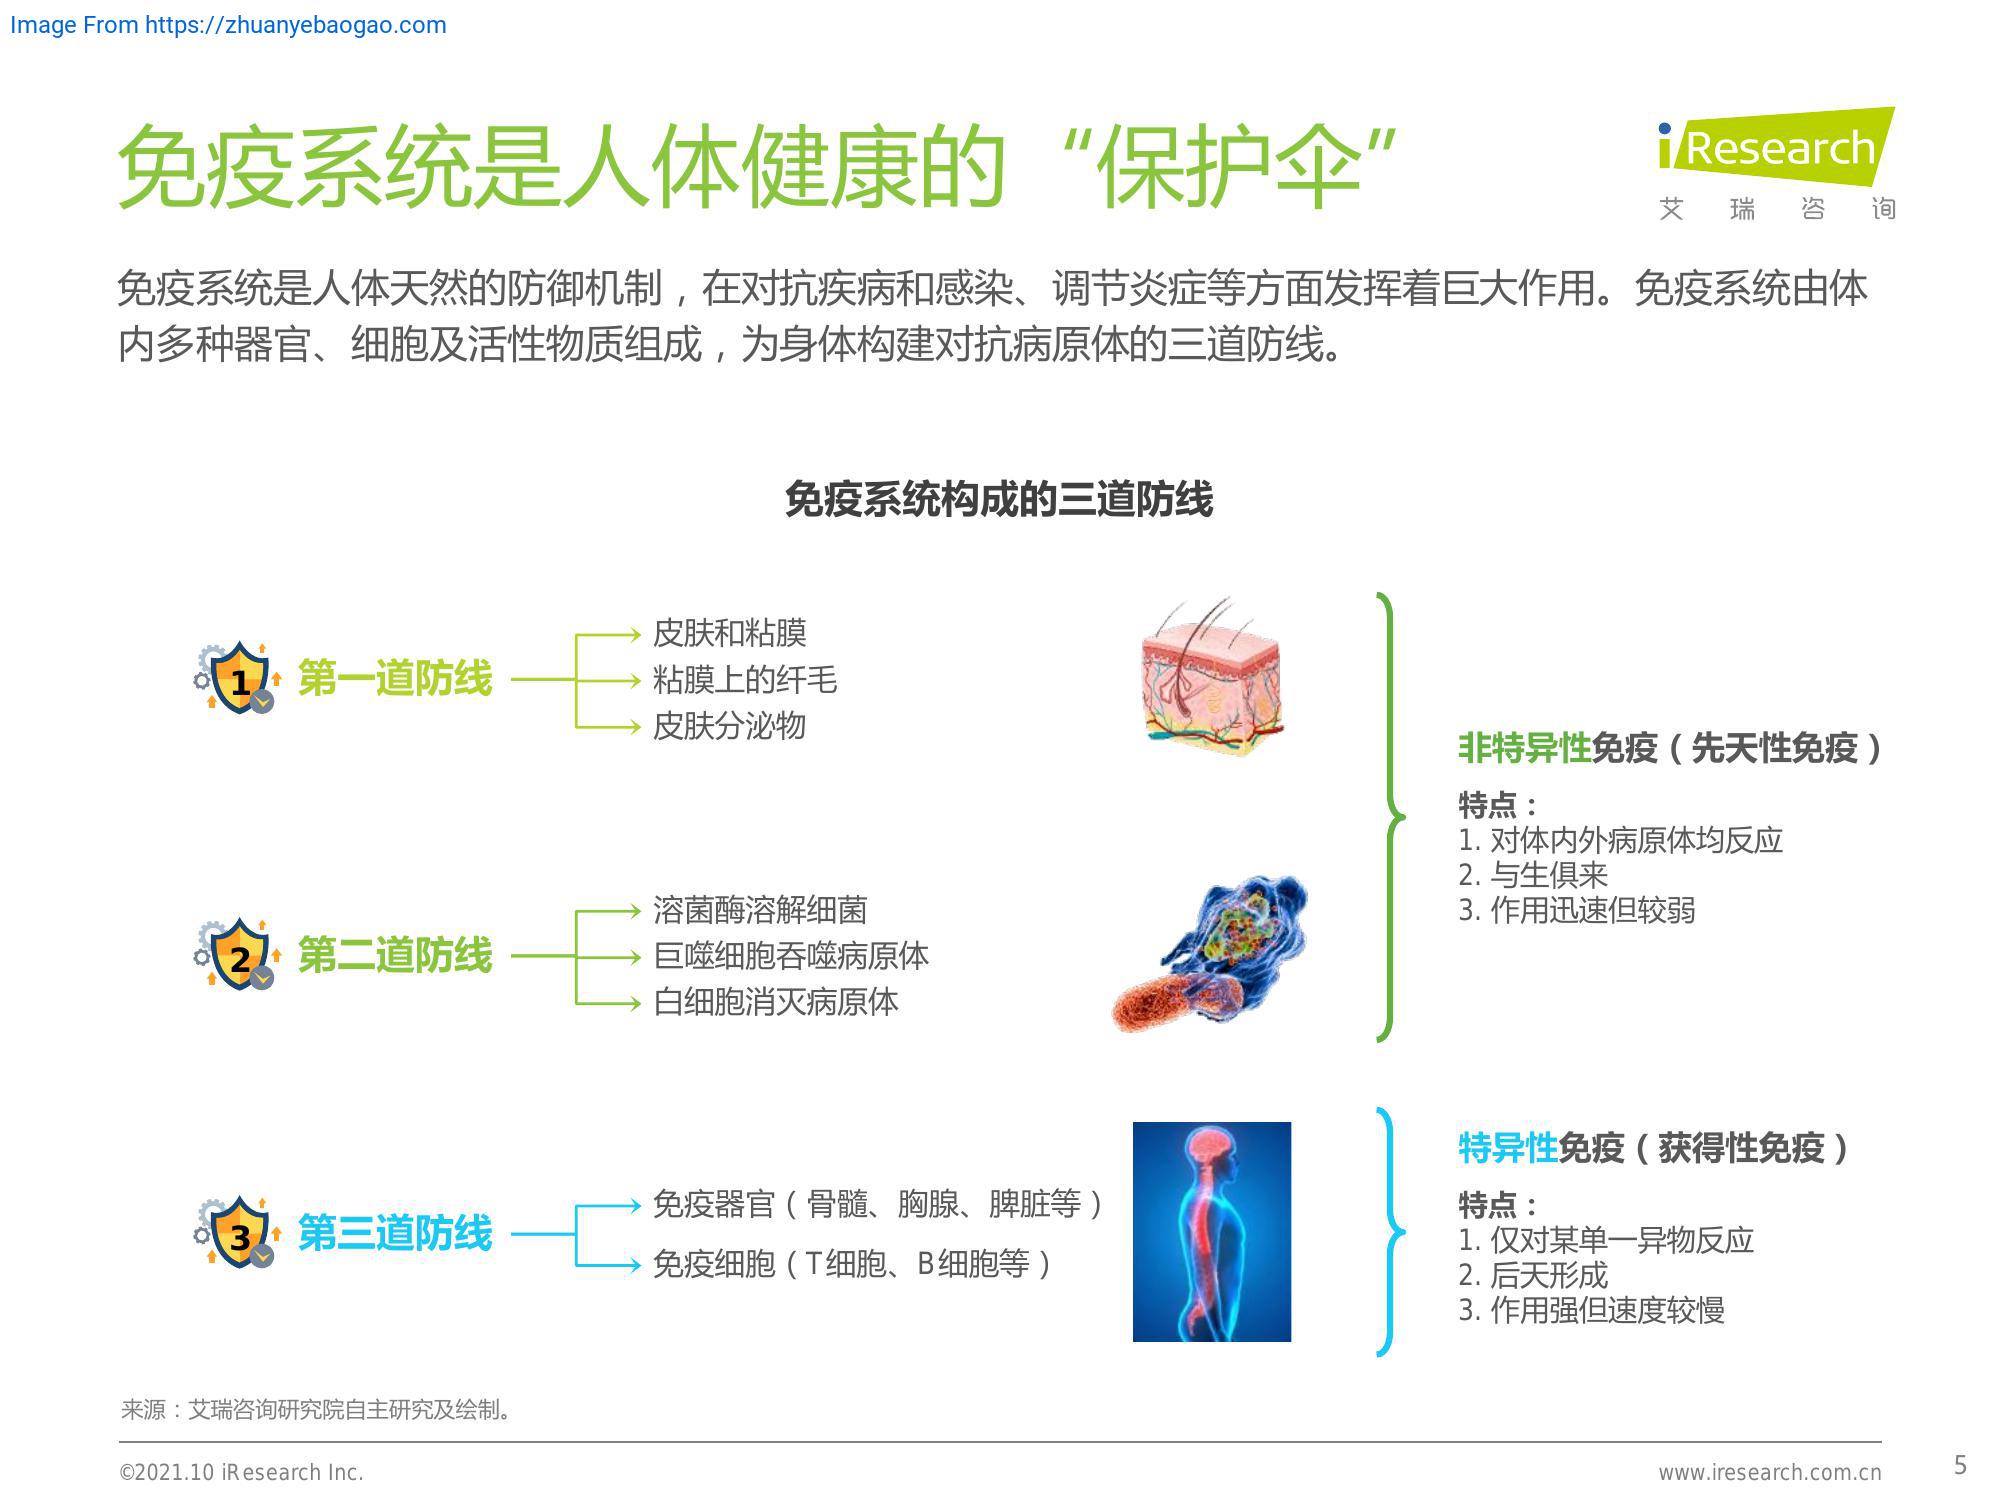 Image From https://zhuanyebaogao.com
免疫系统是人体健康的“保护伞”
iResearch
艾瑞咨询
免疫系统是人体天然的防御机制，在对抗疾病和感染、调节炎症等方面发挥着巨大作用。免疫系统由体
内多种器官、细胞及活性物质组成，为身体构建对抗病原体的三道防线。
免疫系统构成的三道防线
1
第一道防线
皮肤和粘膜
粘膜上的纤毛
皮肤分泌物
2
第二道防线
溶菌酶溶解细菌
巨噬细胞吞噬病原体
白细胞消灭病原体
非特异性免疫（先天性免疫）
特点：
1. 对体内外病原体均反应
2. 与生俱来
3. 作用迅速但较弱
3
第三道防线
免疫器官（骨髓、胸腺、脾脏等）
免疫细胞（T细胞、B细胞等）
特异性免疫（获得性免疫）
特点：
1. 仅对某单一异物反应
2. 后天形成
3. 作用强但速度较慢
来源：艾瑞咨询研究院自主研究及绘制。
©2021.10 iResearch Inc.
www.iresearch.com.cn
5